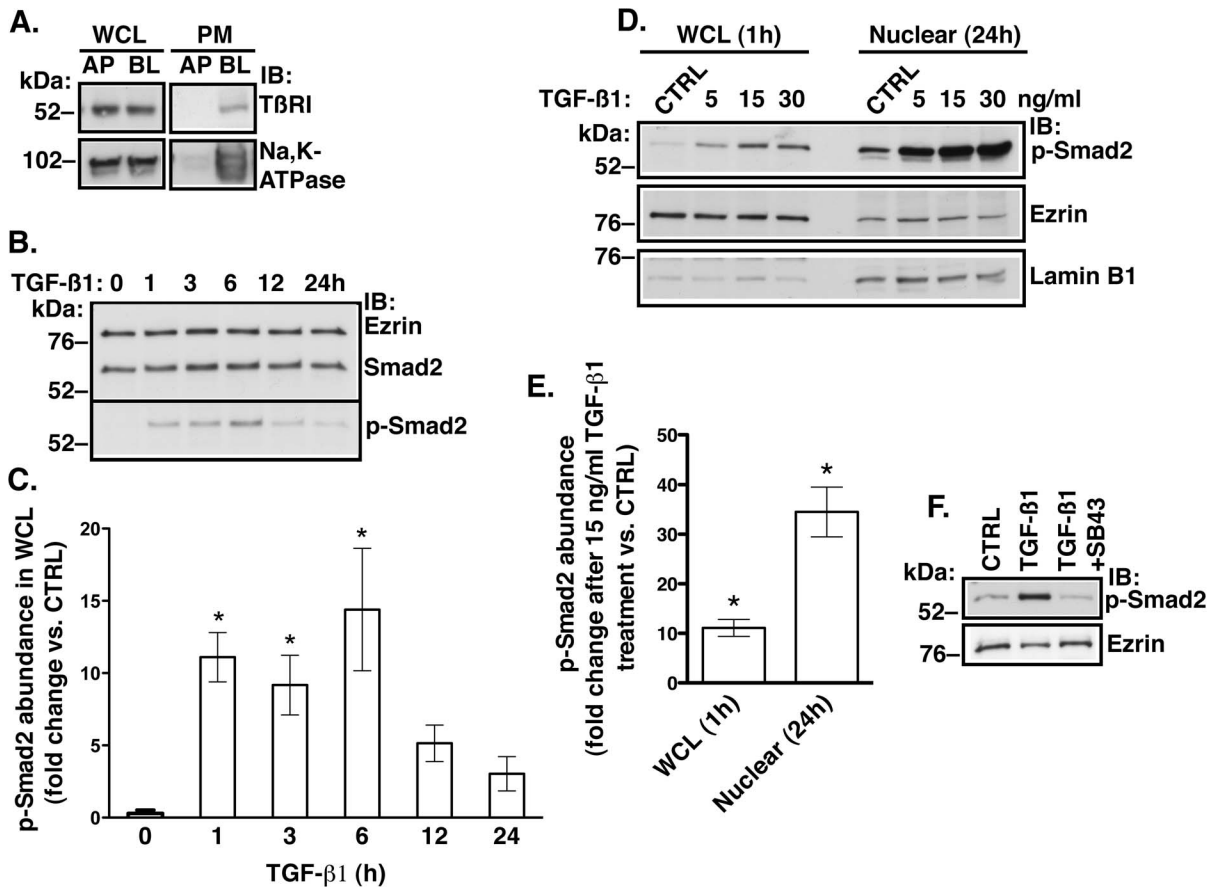 A.
WCL PM
AP BL AP BL IB:
kDa:
52– TßRI
102– Na,K-
ATPase
B.
TGF-ß1: 0 1 3 6 12 24h
kDa: IB:
Ezrin
76–
Smad2
52–
p-Smad2
52–
C.
p-Smad2 abundance in WCL
(fold change vs. CTRL)
20
15
10
5
0
* * *
0 1 3 6 12 24
TGF-β1 (h)
D.
WCL (1h) Nuclear (24h)
TGF-ß1: CTRL 5 15 30 CTRL 5 15 30 ng/ml
kDa: IB:
p-Smad2
52–
Ezrin
76–
76–
Lamin B1
E.
p-Smad2 abundance
(fold change after 15 ng/ml TGF-β1
treatment vs. CTRL)
50
40
30
20
10
0
* *
WCL (1h)
Nuclear (24h)
F.
CTRL
TGF-ß1
TGF-ß1
+SB43
kDa: IB:
p-Smad2
52–
Ezrin
76–